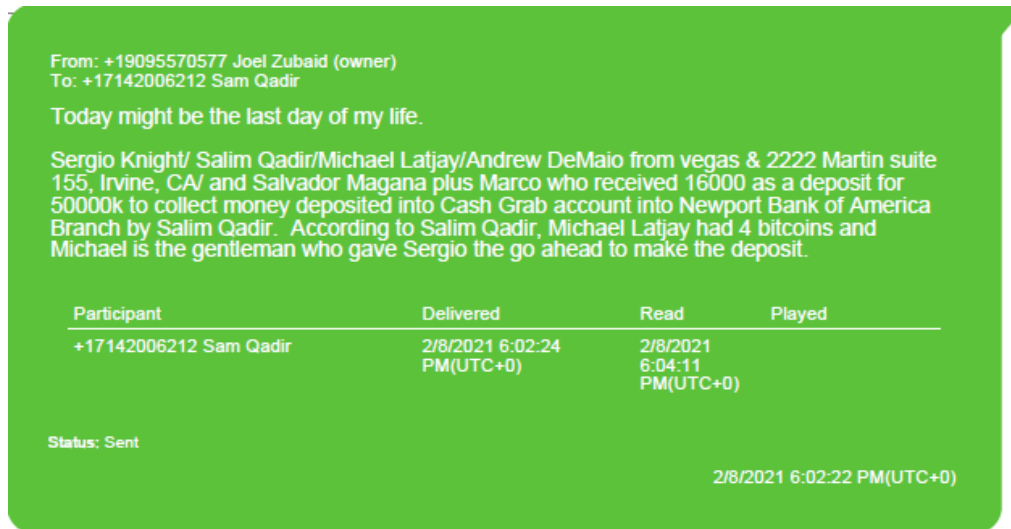 From: +19095570577 Joel Zubaid (owner)
To: +17142006212 Sam Qadir
Today might be the last day of my life.
Sergio Knight/ Salim Qadir/Michael Latjay/Andrew DeMaio from vegas & 2222 Martin suite
155, Irvine, CA/ and Salvador Magana plus Marco who received 16000 as a deposit for
50000k to collect money deposited into Cash Grab account into Newport Bank of America
Branch by Salim Qadir.  According to Salim Qadir, Michael Latjay had 4 bitcoins and
Michael is the gentleman who gave Sergio the go ahead to make the deposit.
Participant Delivered Read Played
+17142006212 Sam Qadir 2/8/2021 6:02:24 2/8/2021
PM(UTC+0) 6:04:11
PM(UTC+0)
Status: Sent
2/8/2021 6:02:22 PM(UTC+0)